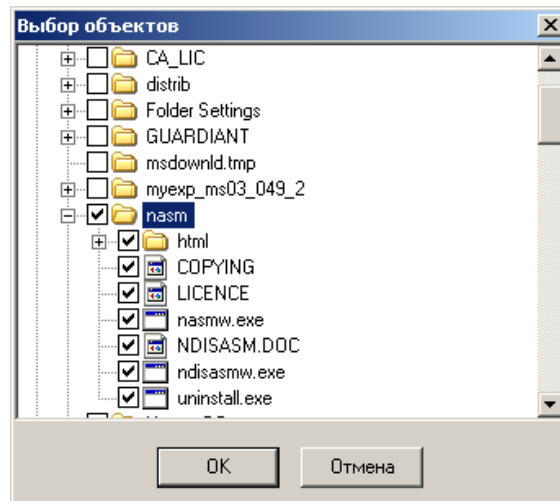 Выбор объектов
CA_LIC
distrib
Folder Settings
GUARDIANT
msdownld.tmp
myexp_ms03_049_2
nasm
html
COPYING
LICENCE
nasmw.exe
NDISASM.DOC
ndisasmw.exe
uninstall.exe
OK Отмена